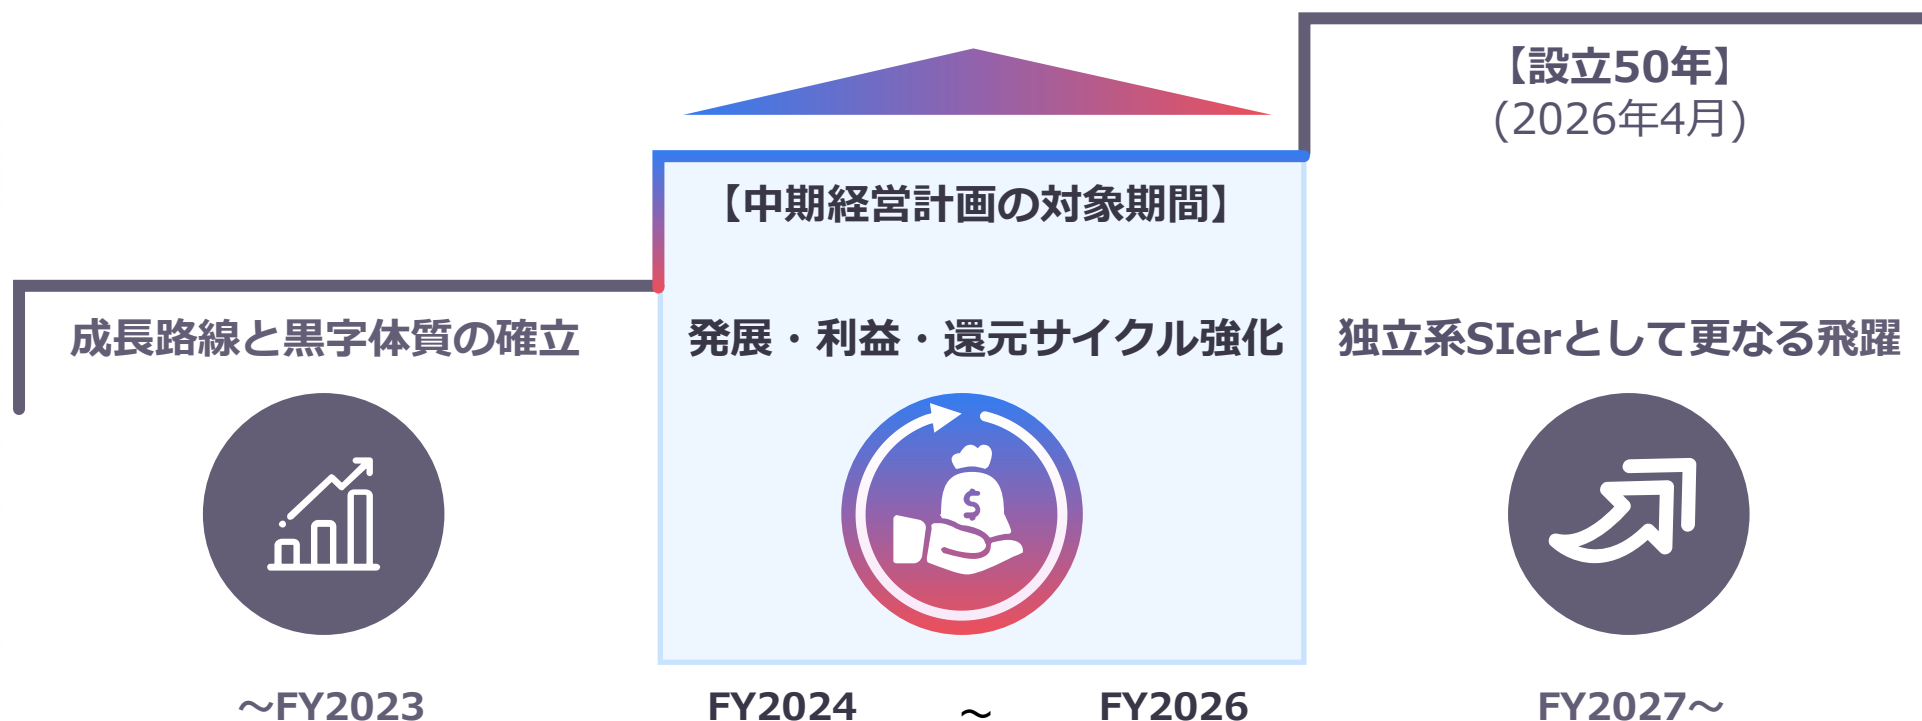 【設立50年】
(2026年4月)
【中期経営計画の対象期間】
成長路線と黒字体質の確立
発展・利益・還元サイクル強化
独立系SIerとして更なる飛躍
$
～FY2023
FY2024 ～ FY2026
FY2027～